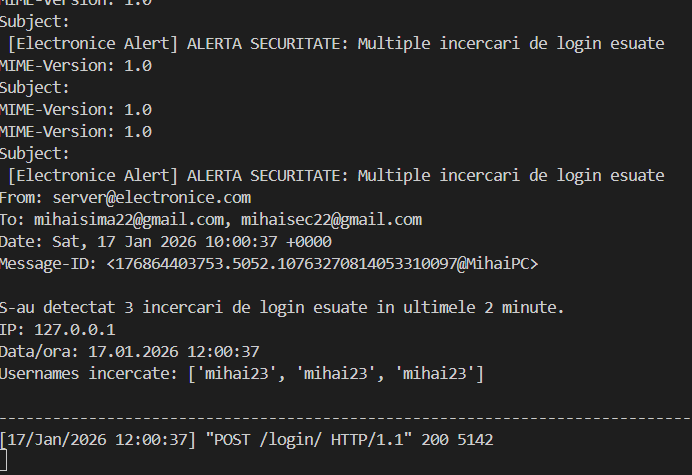 MIME-Version: 1.0
Subject:
 [Electronice Alert] ALERTA SECURITATE: Multiple incercari de login esuate
MIME-Version: 1.0
Subject:
MIME-Version: 1.0
MIME-Version: 1.0
Subject:
 [Electronice Alert] ALERTA SECURITATE: Multiple incercari de login esuate
From: server@electronice.com
To: mihaisima22@gmail.com, mihaisec22@gmail.com
Date: Sat, 17 Jan 2026 10:00:37 +0000
Message-ID: <176864403753.5052.10763270814053310097@MihaiPC>

S-au detectat 3 incercari de login esuate in ultimele 2 minute.
IP: 127.0.0.1
Data/ora: 17.01.2026 12:00:37
Usernames incercate: ['mihai23', 'mihai23', 'mihai23']

-------------------------------------------------------------------------------
[17/Jan/2026 12:00:37] "POST /login/ HTTP/1.1" 200 5142